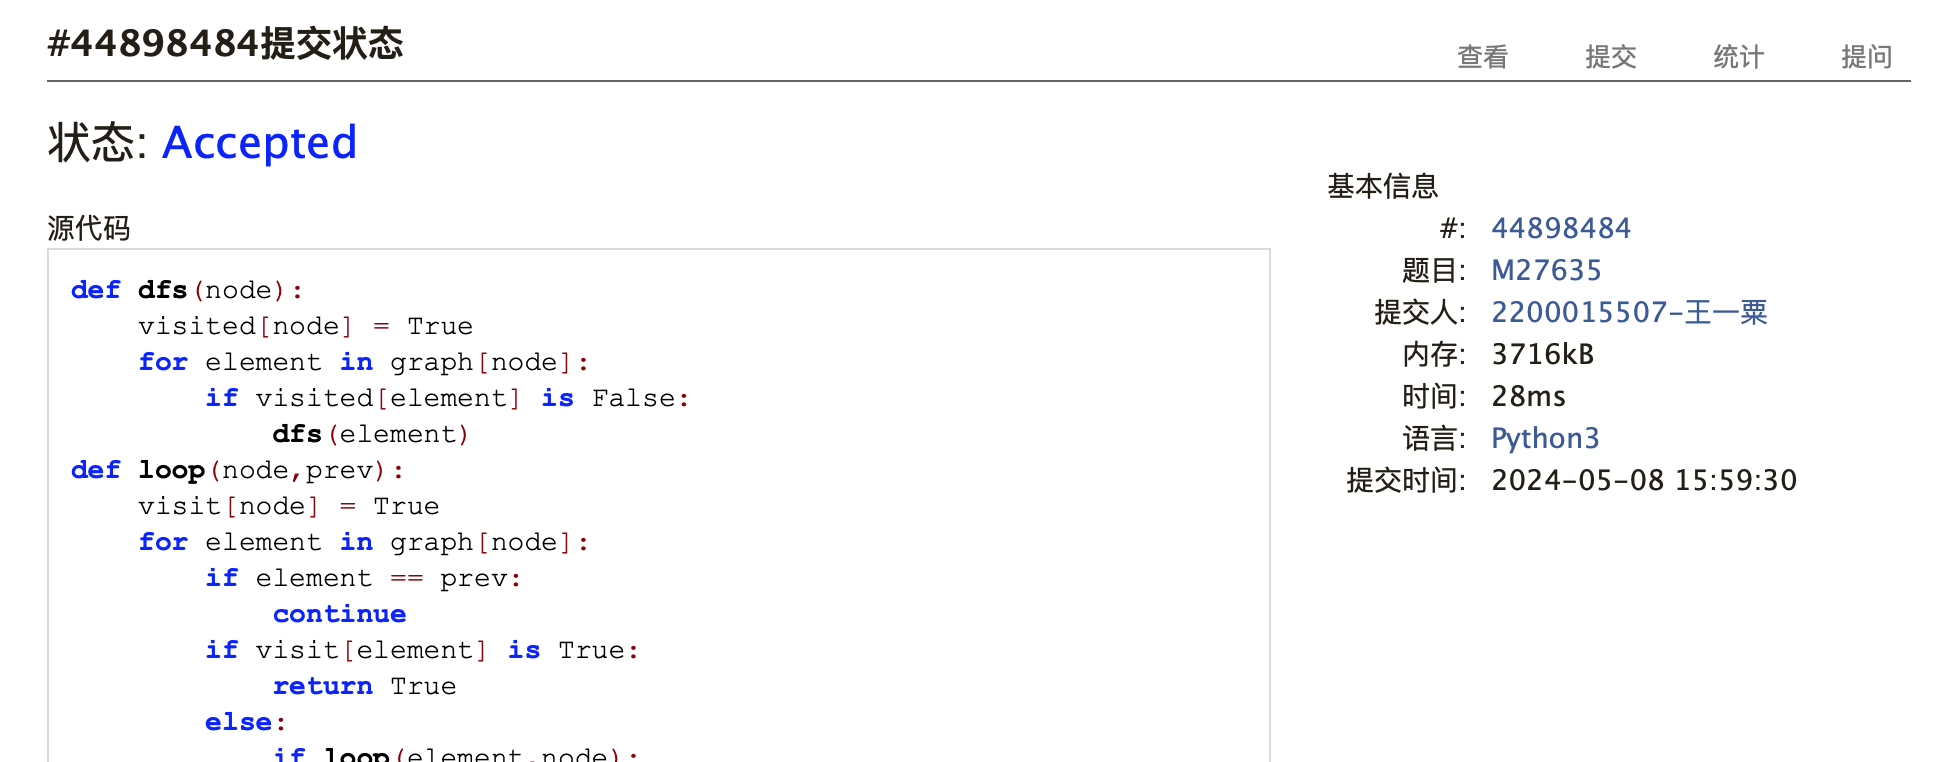 #44898484提交状态
查看 提交 统计 提问
状态: Accepted
源代码
def dfs(node):
    visited[node] = True
    for element in graph[node]:
        if visited[element] is False:
            dfs(element)
def loop(node,prev):
    visit[node] = True
    for element in graph[node]:
        if element == prev:
            continue
        if visit[element] is True:
            return True
        else:
            if loop(element,node):
基本信息
#: 44898484
题目: M27635
提交人: 2200015507-王一粟
内存: 3716kB
时间: 28ms
语言: Python3
提交时间: 2024-05-08 15:59:30